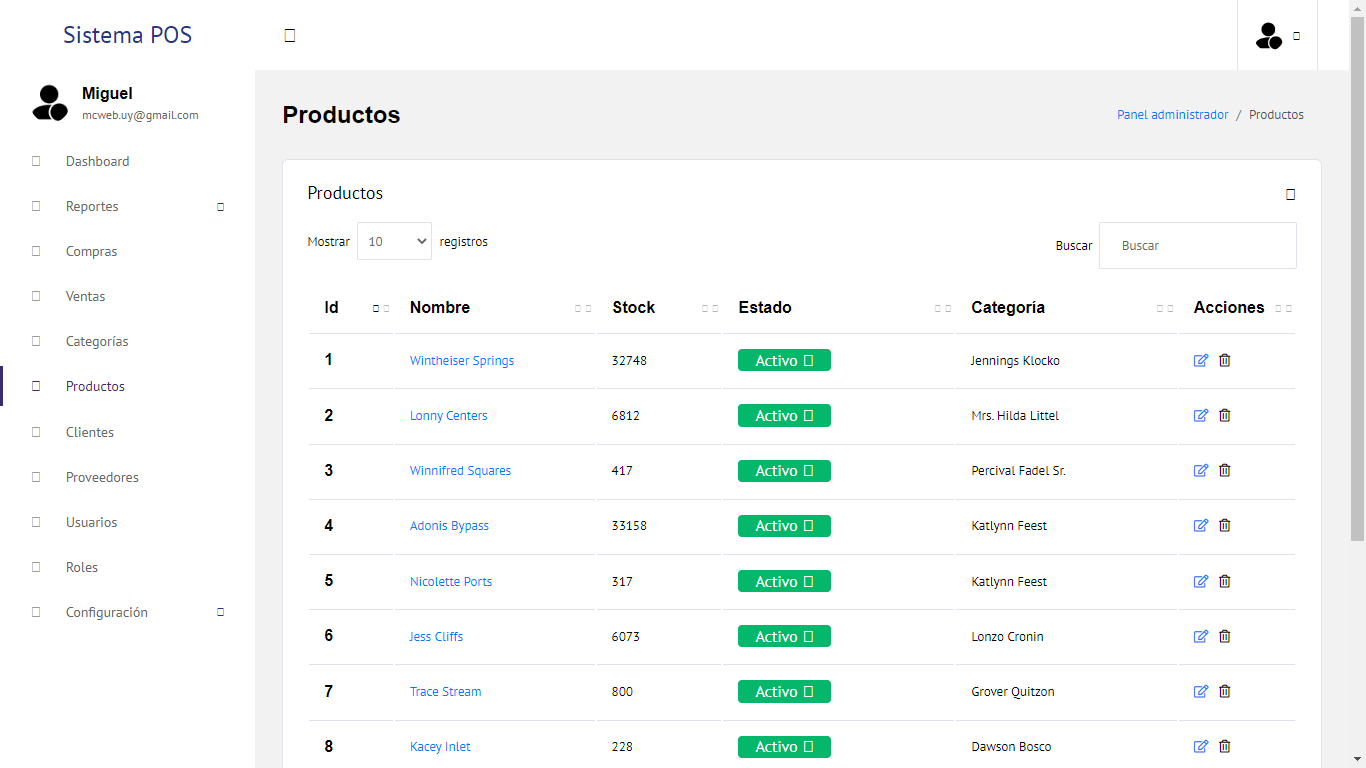 Sistema POS
Miguel
mcweb.uy@gmail.com
Dashboard
Reportes
Compras
Ventas
Categorías
Productos
Clientes
Proveedores
Usuarios
Roles
Configuración
Productos
Panel administrador / Productos
Productos
Mostrar 10 registros
Buscar Buscar
Id Nombre Stock Estado Categoría Acciones
1 Wintheiser Springs 32748 Activo Jennings Klocko
2 Lonny Centers 6812 Activo Mrs. Hilda Littel
3 Winnifred Squares 417 Activo Percival Fadel Sr.
4 Adonis Bypass 33158 Activo Katlynn Feest
5 Nicolette Ports 317 Activo Katlynn Feest
6 Jess Cliffs 6073 Activo Lonzo Cronin
7 Trace Stream 800 Activo Grover Quitzon
8 Kacey Inlet 228 Activo Dawson Bosco